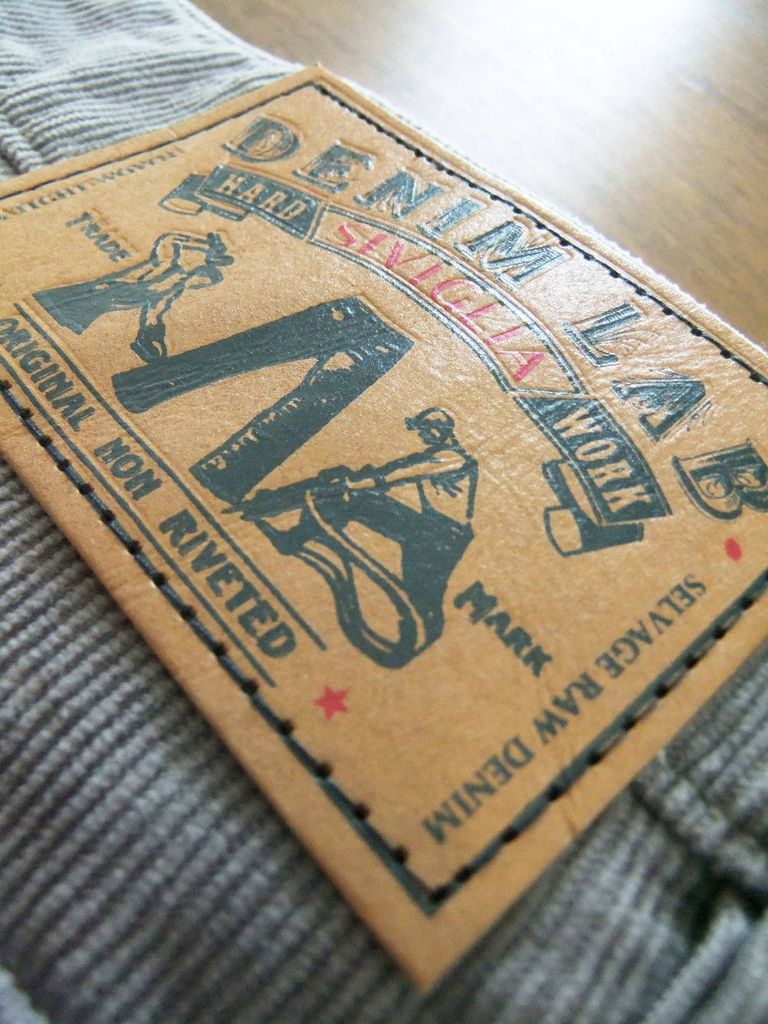 DENIM LAB
HARD SIVIGLIA WORK
TRADE MARK
ORIGINAL NON RIVETED
SELVAGE RAW DENIM